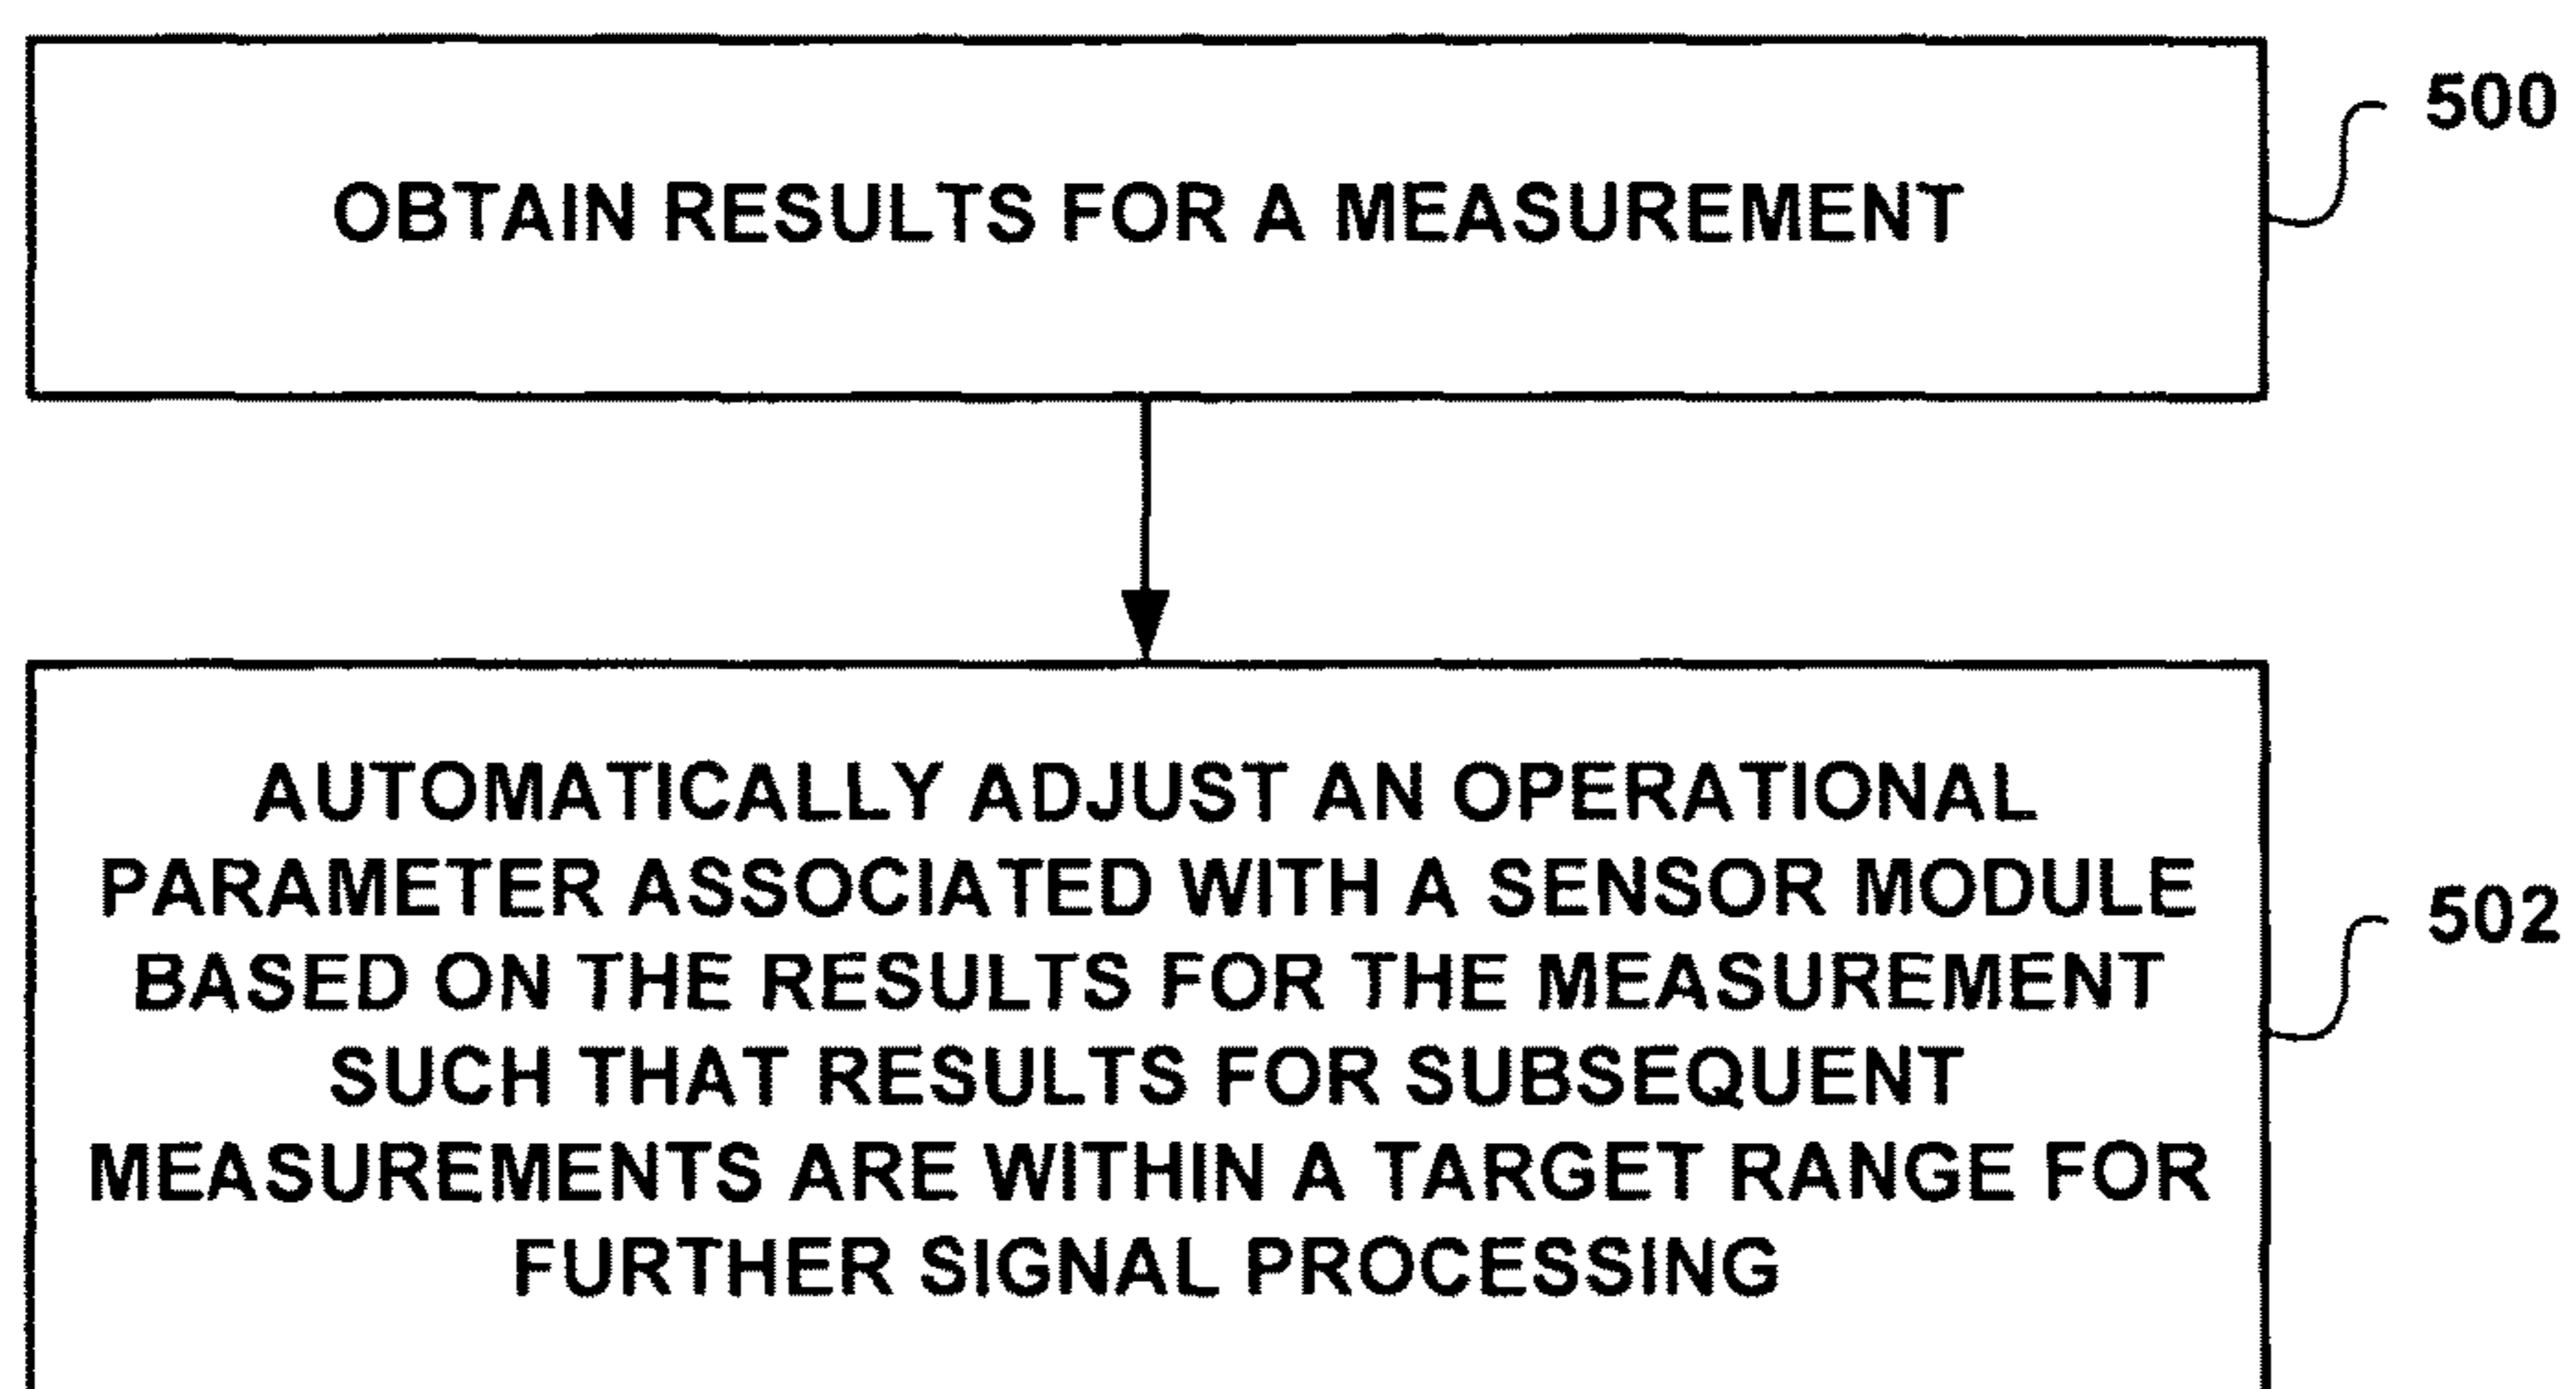 500
OBTAIN RESULTS FOR A MEASUREMENT
AUTOMATICALLY ADJUST AN OPERATIONAL
PARAMETER ASSOCIATED WITH A SENSOR MODULE
BASED ON THE RESULTS FOR THE MEASUREMENT
SUCH THAT RESULTS FOR SUBSEQUENT
MEASUREMENTS ARE WITHIN A TARGET RANGE FOR
FURTHER SIGNAL PROCESSING
502